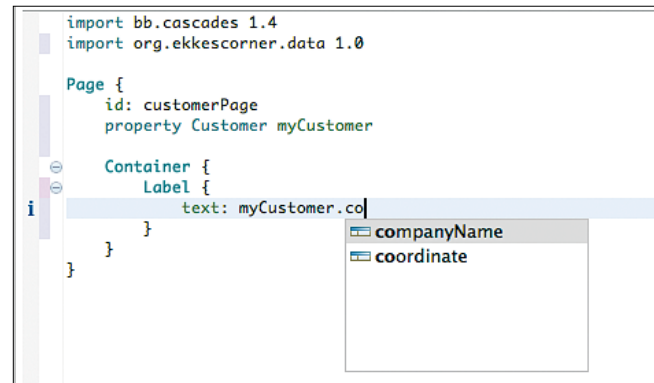 import bb.cascades 1.4
import org.ekkescorner.data 1.0
Page {
id: customerPage
property Customer myCustomer
Container {
Label {
i
text: myCustomer.co
}
companyName
}
coordinate
}